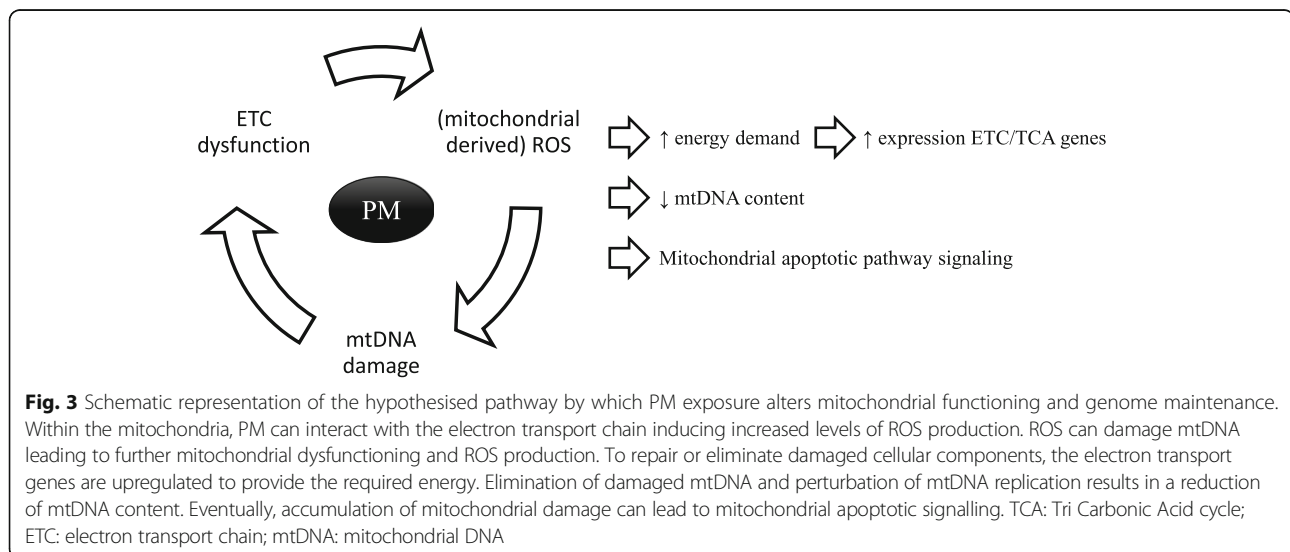 ETC
dysfunction
(mitochondrial
derived) ROS
PM
mtDNA
damage
↑ energy demand
↑ expression ETC/TCA genes
↓ mtDNA content
Mitochondrial apoptotic pathway signaling
Fig. 3 Schematic representation of the hypothesised pathway by which PM exposure alters mitochondrial functioning and genome maintenance.
Within the mitochondria, PM can interact with the electron transport chain inducing increased levels of ROS production. ROS can damage mtDNA
leading to further mitochondrial dysfunctioning and ROS production. To repair or eliminate damaged cellular components, the electron transport
genes are upregulated to provide the required energy. Elimination of damaged mtDNA and perturbation of mtDNA replication results in a reduction
of mtDNA content. Eventually, accumulation of mitochondrial damage can lead to mitochondrial apoptotic signalling. TCA: Tri Carbonic Acid cycle;
ETC: electron transport chain; mtDNA: mitochondrial DNA